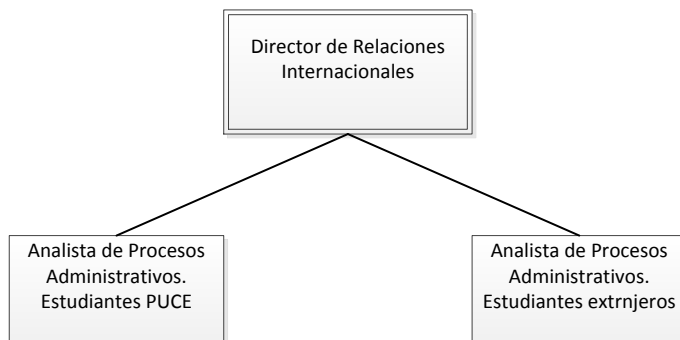 Director de Relaciones
Internacionales
Analista de Procesos
Administrativos.
Estudiantes PUCE
Analista de Procesos
Administrativos.
Estudiantes extrnjeros